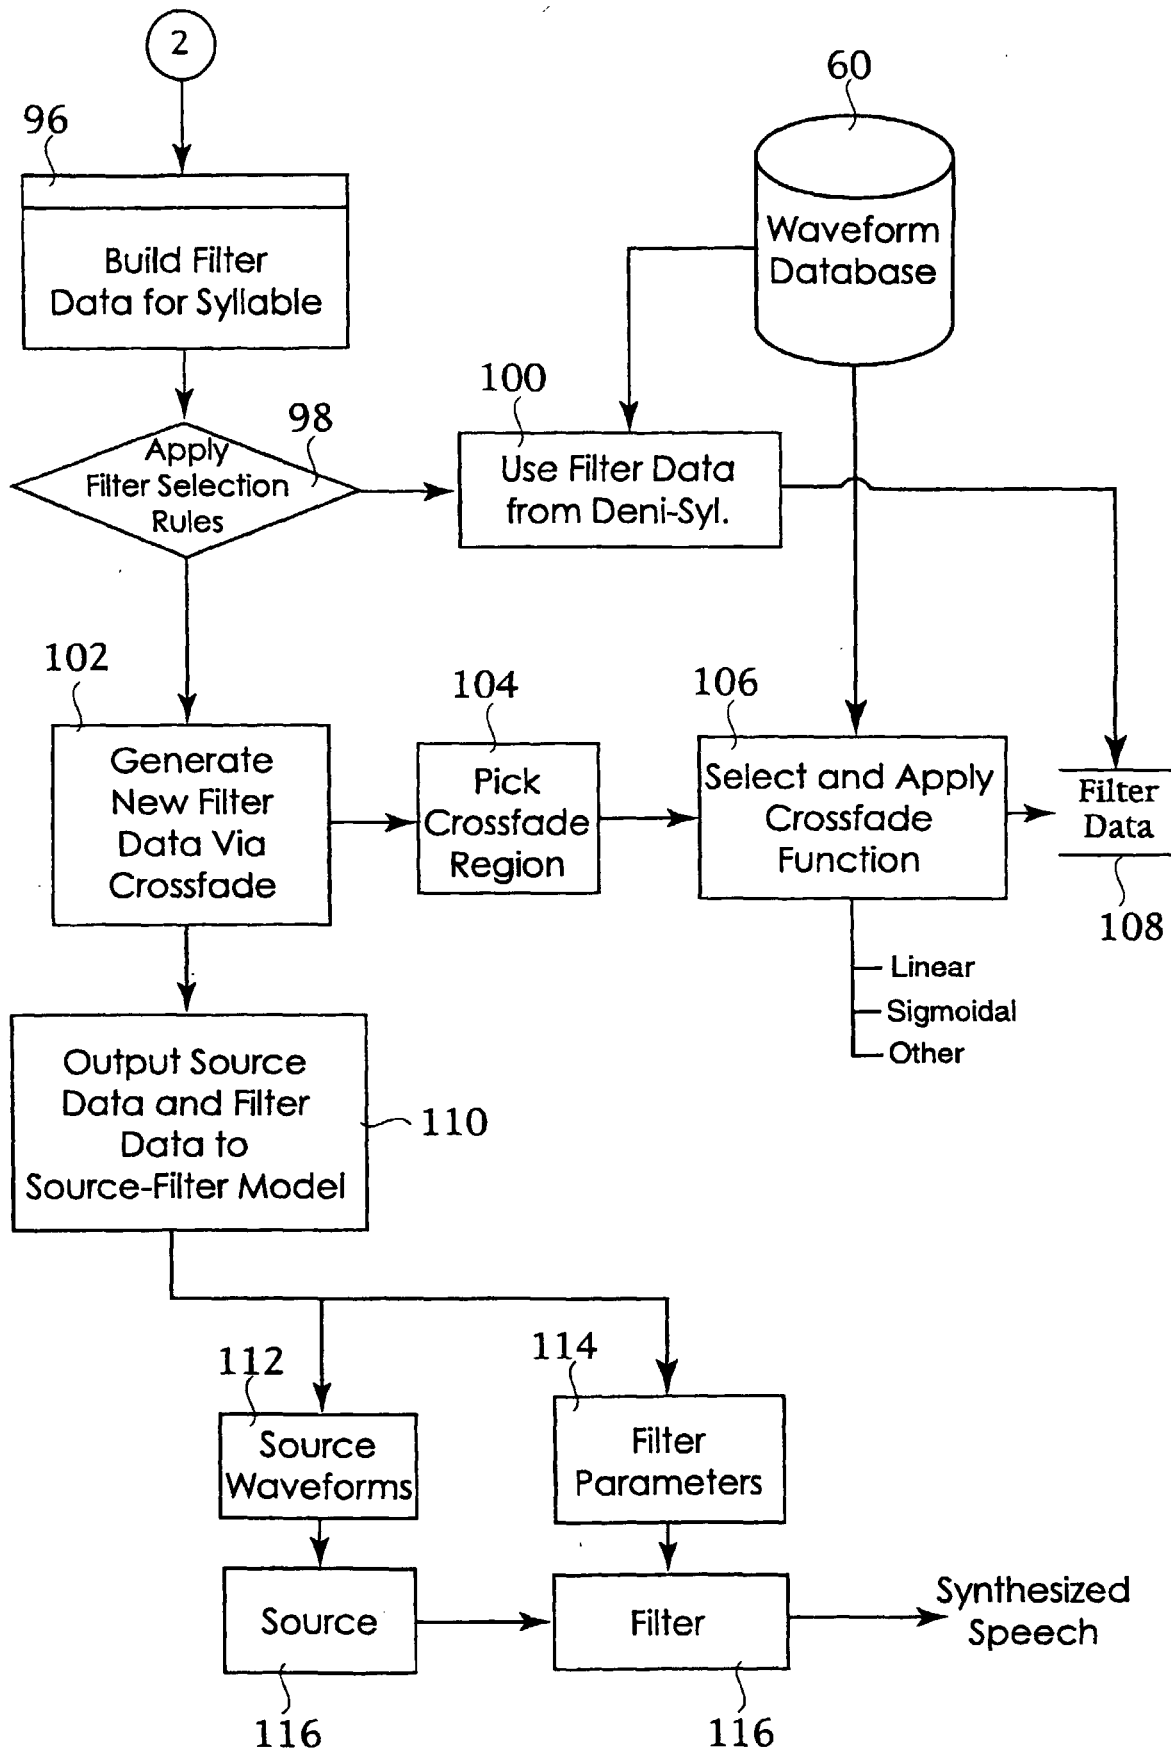 2
60
96
Waveform
Database
Build Filter
Data for Syllable
100
98
Apply
Filter Selection
Rules
Use Filter Data
from Deni-Syl.
102
104
106
Generate
New Filter
Data Via
Crossfade
Pick
Crossfade
Region
Select and Apply
Crossfade
Function
Filter
Data
108
Linear
Sigmoidal
Other
Output Source
Data and Filter
Data to
Source-Filter Model
110
112
114
Source
Waveforms
Filter
Parameters
Source
Filter
Synthesized
Speech
116
116